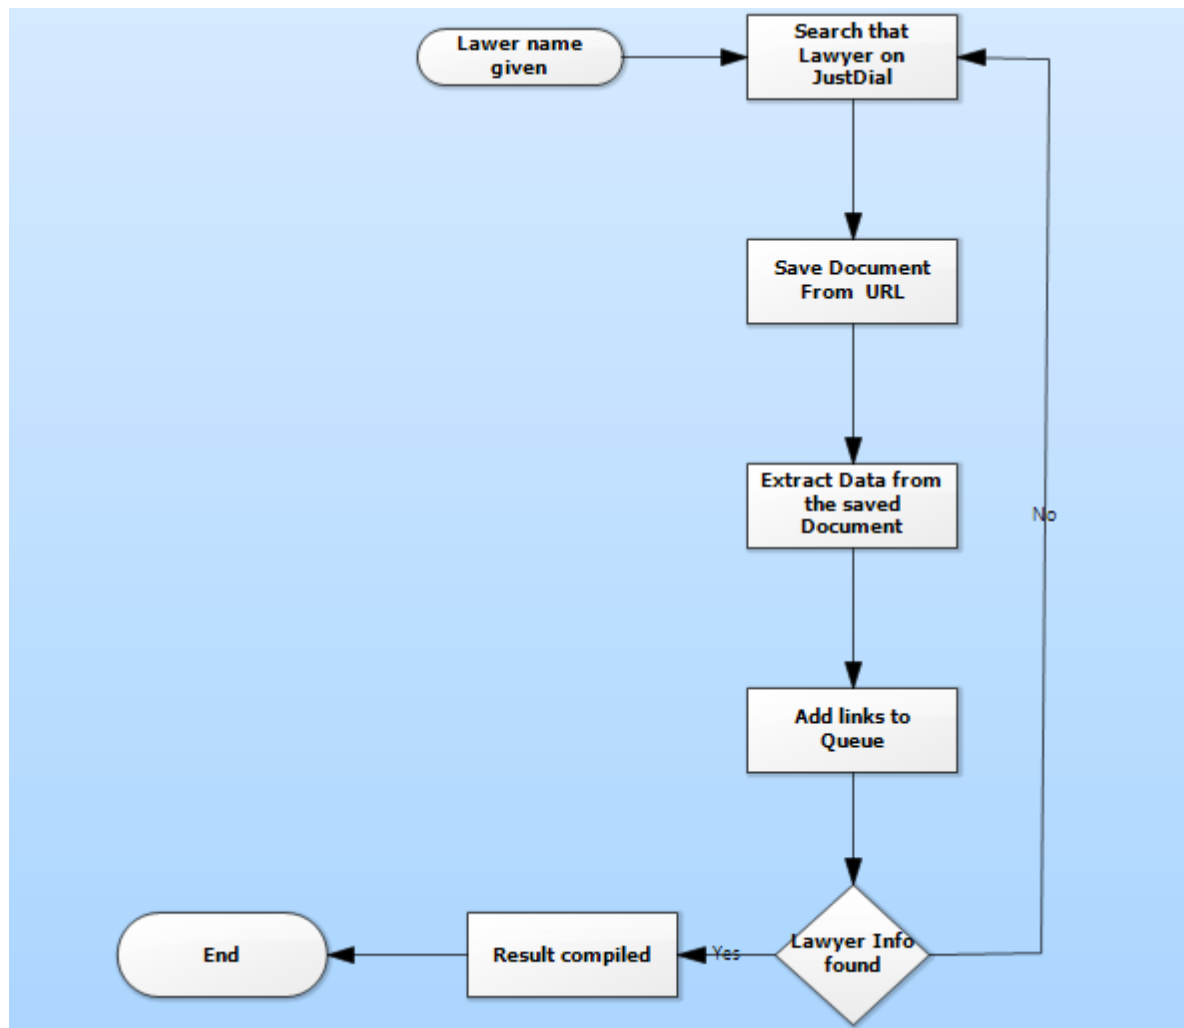 Lawer name
given
Search that
Lawyer on
JustDial
Save Document
From URL
Extract Data from
the saved
Document
No
Add links to
Queue
Lawyer Info
found
Yes
Result compiled
End